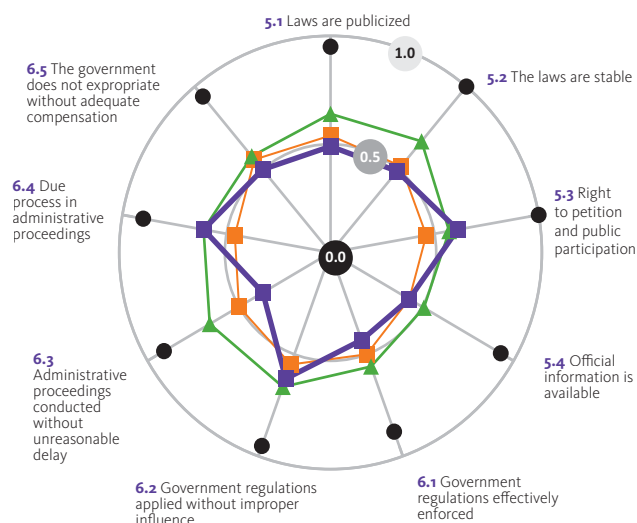 5.1 Laws are publicized
1.0
5.2 The laws are stable
0.5
5.3 Right
to petition
and public
participation
0.0
5.4 Official
information is
available
6.1 Government
regulations effectively
enforced
6.2 Government regulations
applied without improper
influence
6.3
Administrative
proceedings
conducted
without
unreasonable
delay
6.4 Due
process in
administrative
proceedings
6.5 The government
does not expropriate
without adequate
compensation